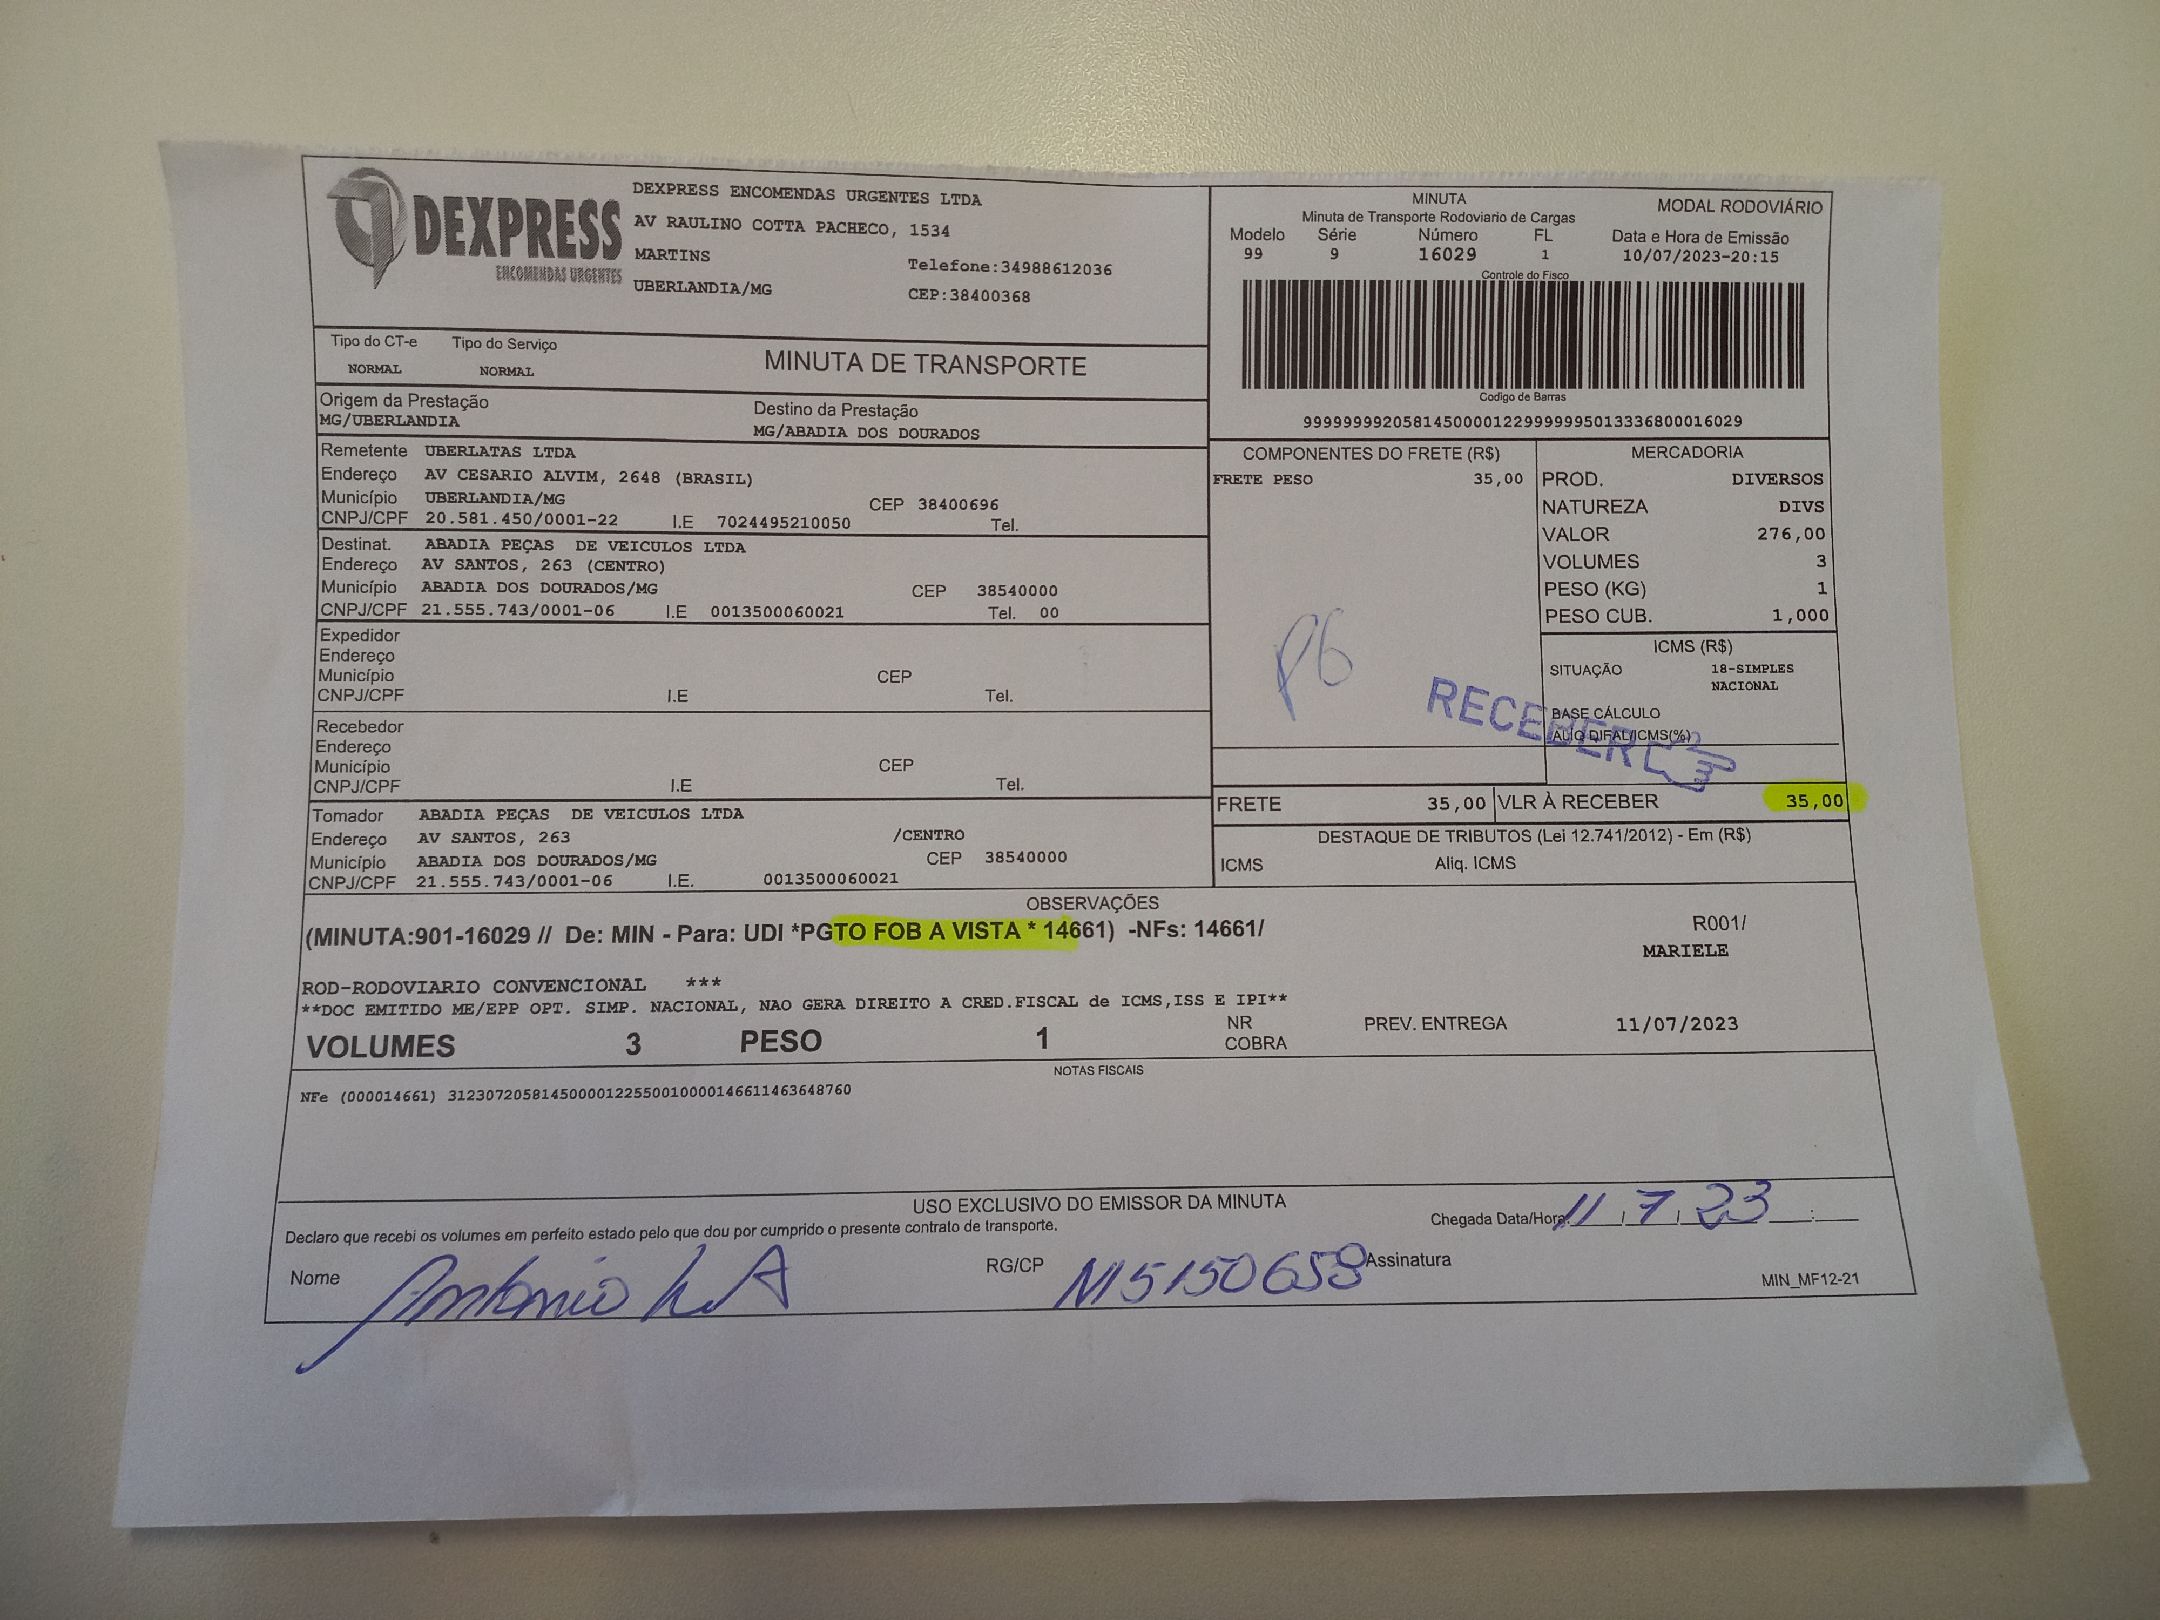 DEXPRESS
ENCOMENDAS URGENTES
DEXPRESS ENCOMENDAS URGENTES LTDA
AV RAULINO COTTA PACHECO, 1534
MARTINS
Telefone:34988612036
UBERLANDIA/MG
CEP:38400368
MINUTA
Minuta de Transporte Rodoviario de Cargas
MODAL RODOVIÁRIO
Modelo Série Número FL Data e Hora de Emissão
99 9 16029 1 10/07/2023-20:15
Controle do Fisco
Codigo de Barras
Tipo do CT-e Tipo do Serviço
NORMAL NORMAL
MINUTA DE TRANSPORTE
Origem da Prestação
MG/UBERLANDIA
Destino da Prestação
MG/ABADIA DOS DOURADOS
Remetente UBERLATAS LTDA
Endereço AV CESARIO ALVIM, 2648 (BRASIL)
Município UBERLANDIA/MG CEP 38400696
CNPJ/CPF 20.581.450/0001-22 I.E 7024495210050 Tel.
Destinat. ABADIA PEÇAS DE VEICULOS LTDA
Endereço AV SANTOS, 263 (CENTRO)
Município ABADIA DOS DOURADOS/MG CEP 38540000
CNPJ/CPF 21.555.743/0001-06 I.E 0013500060021 Tel. 00
Expedidor
Endereço
Município CEP
CNPJ/CPF I.E Tel.
Recebedor
Endereço
Município CEP
CNPJ/CPF I.E Tel.
Tomador ABADIA PEÇAS DE VEICULOS LTDA
Endereço AV SANTOS, 263 /CENTRO
Município ABADIA DOS DOURADOS/MG CEP 38540000
CNPJ/CPF 21.555.743/0001-06 I.E. 0013500060021
COMPONENTES DO FRETE (R$)
FRETE PESO 35,00
MERCADORIA
PROD. DIVERSOS
NATUREZA DIVS
VALOR 276,00
VOLUMES 3
PESO (KG) 1
PESO CUB. 1,000
ICMS (R$)
SITUAÇÃO 18-SIMPLES
NACIONAL
BASE CÁLCULO
ALIQ DIFAL/ICMS(%)
PG
RECEBER
FRETE 35,00 VLR À RECEBER 35,00
DESTAQUE DE TRIBUTOS (Lei 12.741/2012) - Em (R$)
ICMS Aliq. ICMS
OBSERVAÇÕES
(MINUTA:901-16029 // De: MIN - Para: UDI *PGTO FOB A VISTA * 14661) -NFs: 14661/
R001/
MARIELE
ROD-RODOVIARIO CONVENCIONAL ***
**DOC EMITIDO ME/EPP OPT. SIMP. NACIONAL, NAO GERA DIREITO A CRED.FISCAL de ICMS,ISS E IPI**
VOLUMES 3 PESO 1
NR
COBRA
PREV. ENTREGA 11/07/2023
NOTAS FISCAIS
NFe (000014661) 31230720581450000122550010000146611463648760
USO EXCLUSIVO DO EMISSOR DA MINUTA
Declaro que recebi os volumes em perfeito estado pelo que dou por cumprido o presente contrato de transporte.
Chegada Data/Hora: 11/7/23
Nome Antonio
RG/CP M5150658
Assinatura
MIN_MF12-21